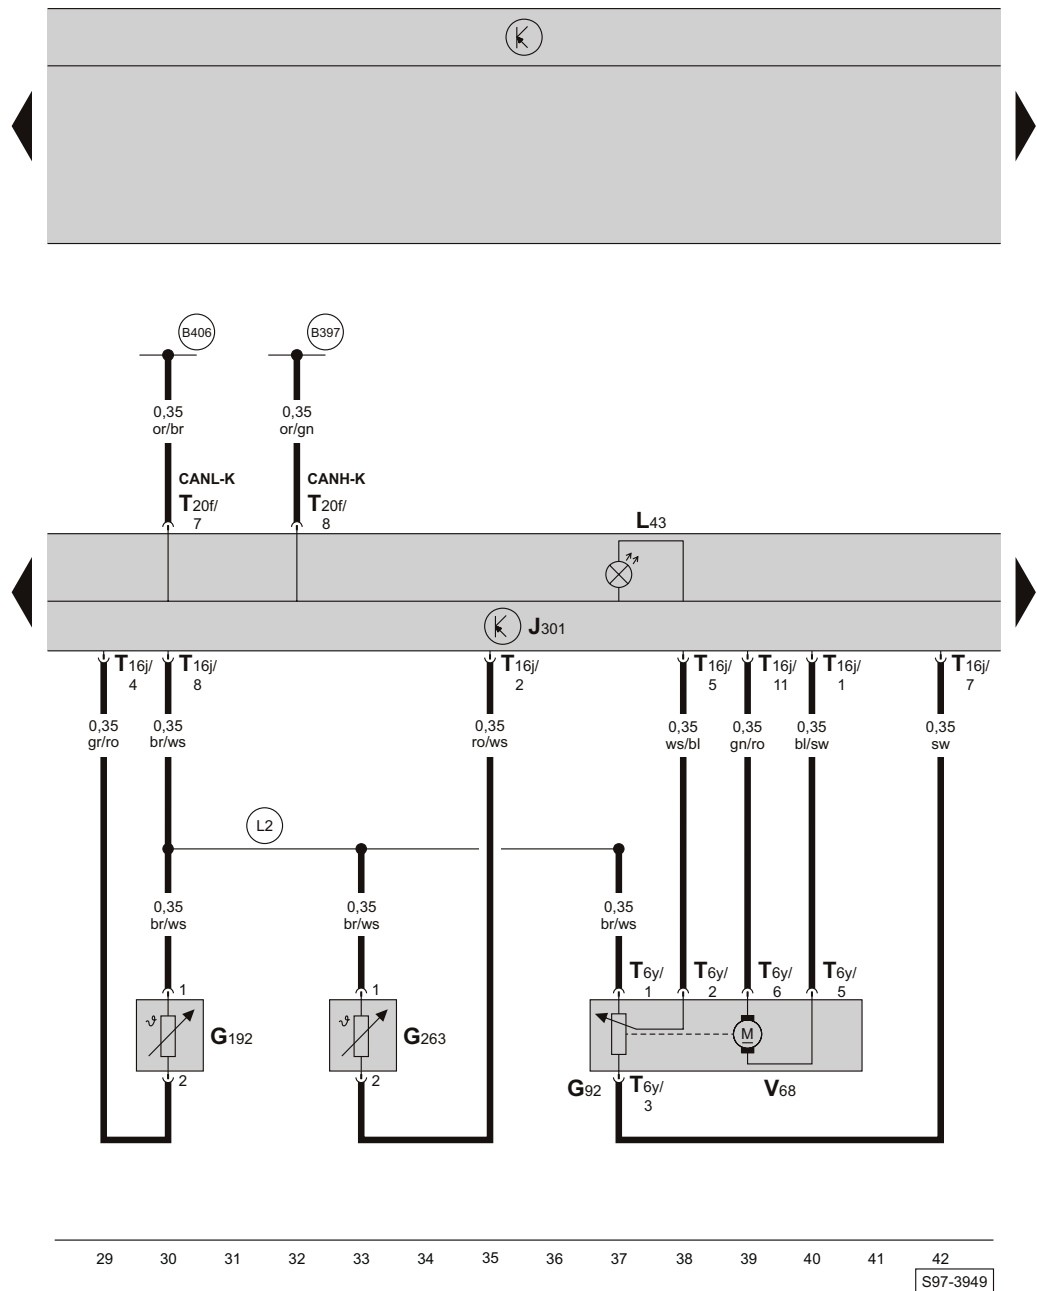 B406
B397
0,35
or/br
0,35
or/gn
CANL-K
T20f/
7
CANH-K
T20f/
8
L43
J301
T16j/
4
T16j/
8
T16j/
2
T16j/
5
T16j/
11
T16j/
1
T16j/
7
0,35
gr/ro
0,35
br/ws
0,35
ro/ws
0,35
ws/bl
0,35
gn/ro
0,35
bl/sw
0,35
sw
L2
0,35
br/ws
0,35
br/ws
0,35
br/ws
T6y/
1
T6y/
2
T6y/
6
T6y/
5
1
ϑ
G192
2
1
ϑ
G263
2
M
G92
T6y/
3
V68
29 30 31 32 33 34 35 36 37 38 39 40 41 42
S97-3949